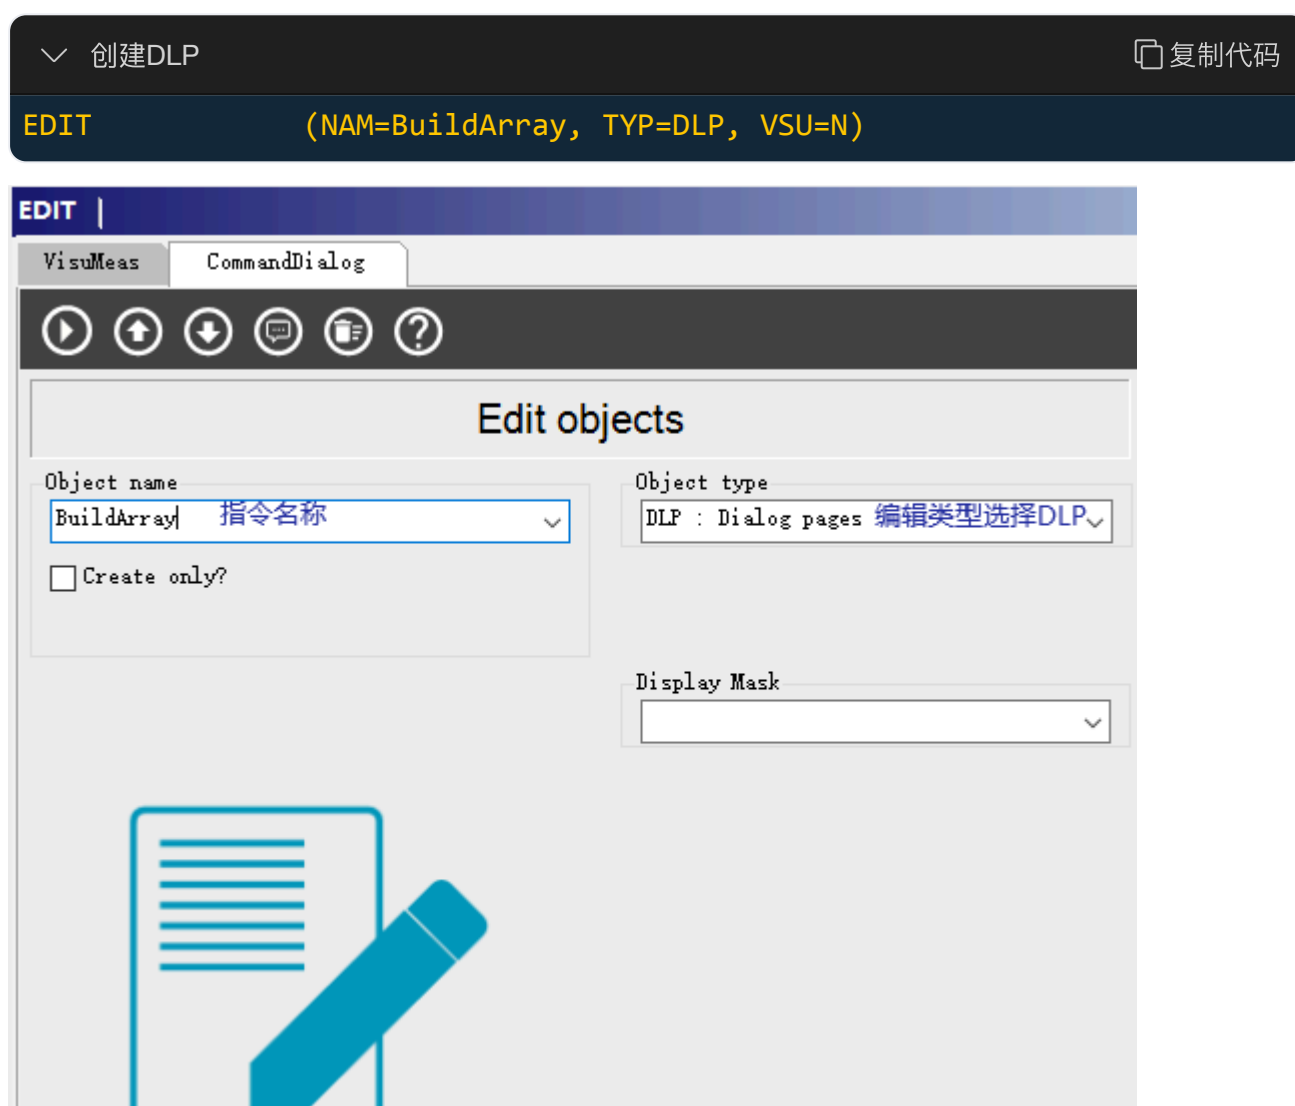 创建DLP 复制代码
EDIT (NAM=BuildArray, TYP=DLP, VSU=N)
EDIT
VisuMeas CommandDialog
Edit objects
Object name Object type
BuildArray 指令名称 DLP : Dialog pages 编辑类型选择DLP
Create only?
Display Mask